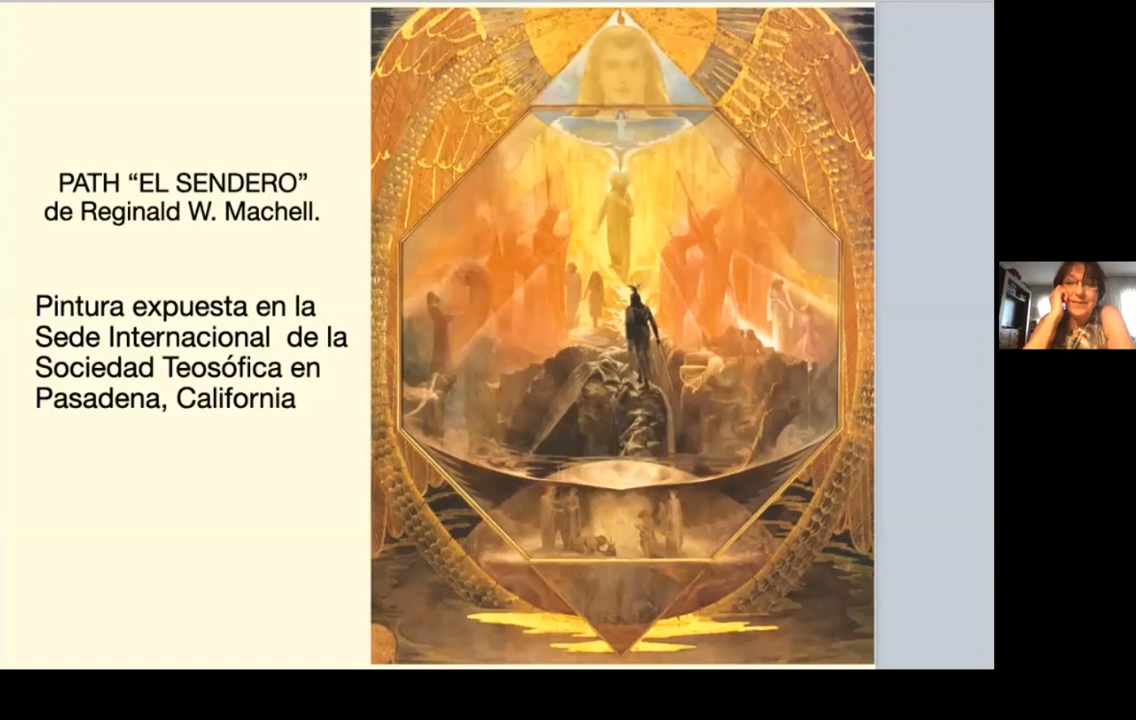 PATH “EL SENDERO”
de Reginald W. Machell.
Pintura expuesta en la
Sede Internacional de la
Sociedad Teosófica en
Pasadena, California